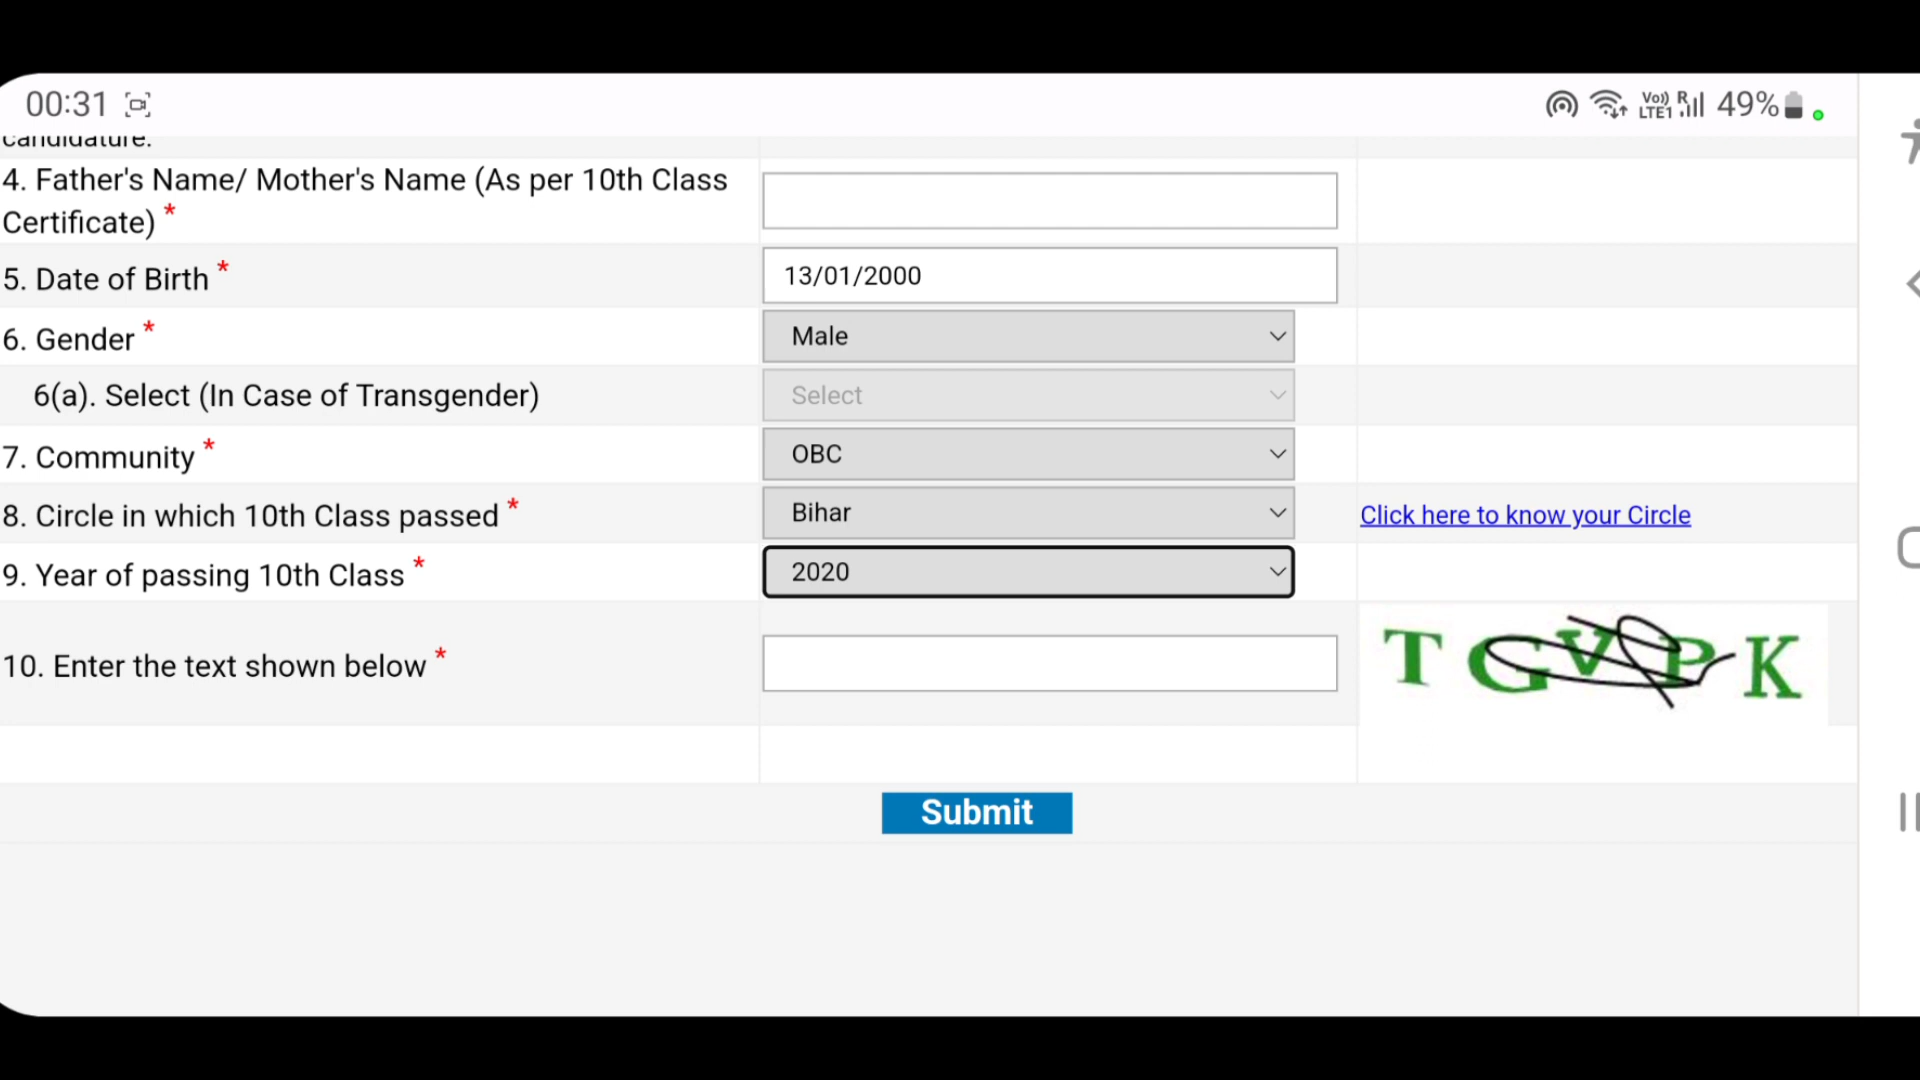 00:31
Vo)) R
LTE1 49%
candidature.
4. Father's Name/ Mother's Name (As per 10th Class
Certificate) *
5. Date of Birth * 13/01/2000
6. Gender * Male
6(a). Select (In Case of Transgender) Select
7. Community * OBC
8. Circle in which 10th Class passed * Bihar Click here to know your Circle
9. Year of passing 10th Class * 2020
10. Enter the text shown below * T G V P K
Submit